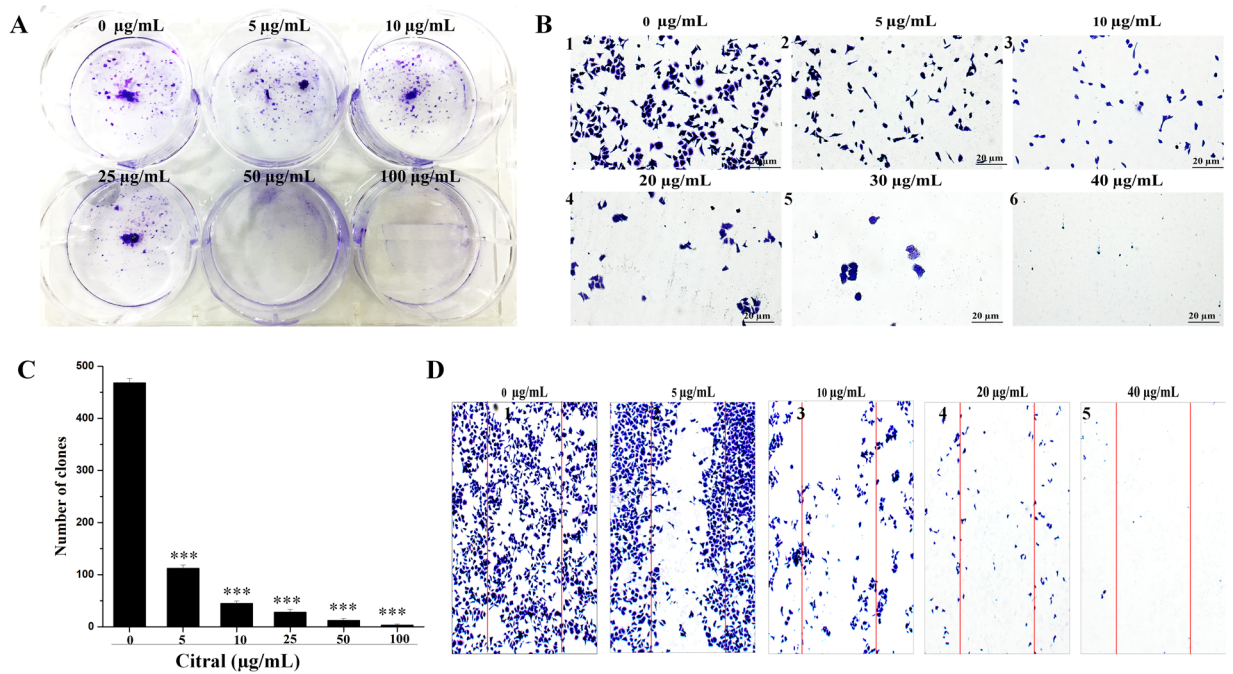 A
0 µg/mL
5 µg/mL
10 µg/mL
25 µg/mL
50 µg/mL
100 µg/mL
B
0 µg/mL
5 µg/mL
10 µg/mL
1
2
3
20 µm
20 µm
20 µm
20 µg/mL
30 µg/mL
40 µg/mL
4
5
6
20 µm
20 µm
20 µm
C
500
400
300
200
100
0
Number of clones
***
***
***
***
***
0
5
10
25
50
100
Citral (µg/mL)
D
0 µg/mL
5 µg/mL
10 µg/mL
20 µg/mL
40 µg/mL
1
2
3
4
5